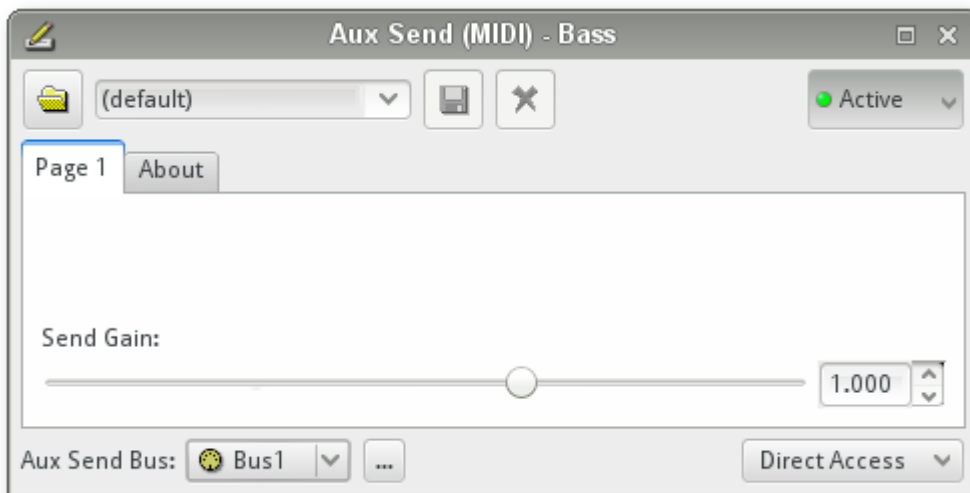 Aux Send (MIDI) - Bass
(default)
Active
Page 1 About
Send Gain:
1.000
Aux Send Bus: Bus1 ... Direct Access